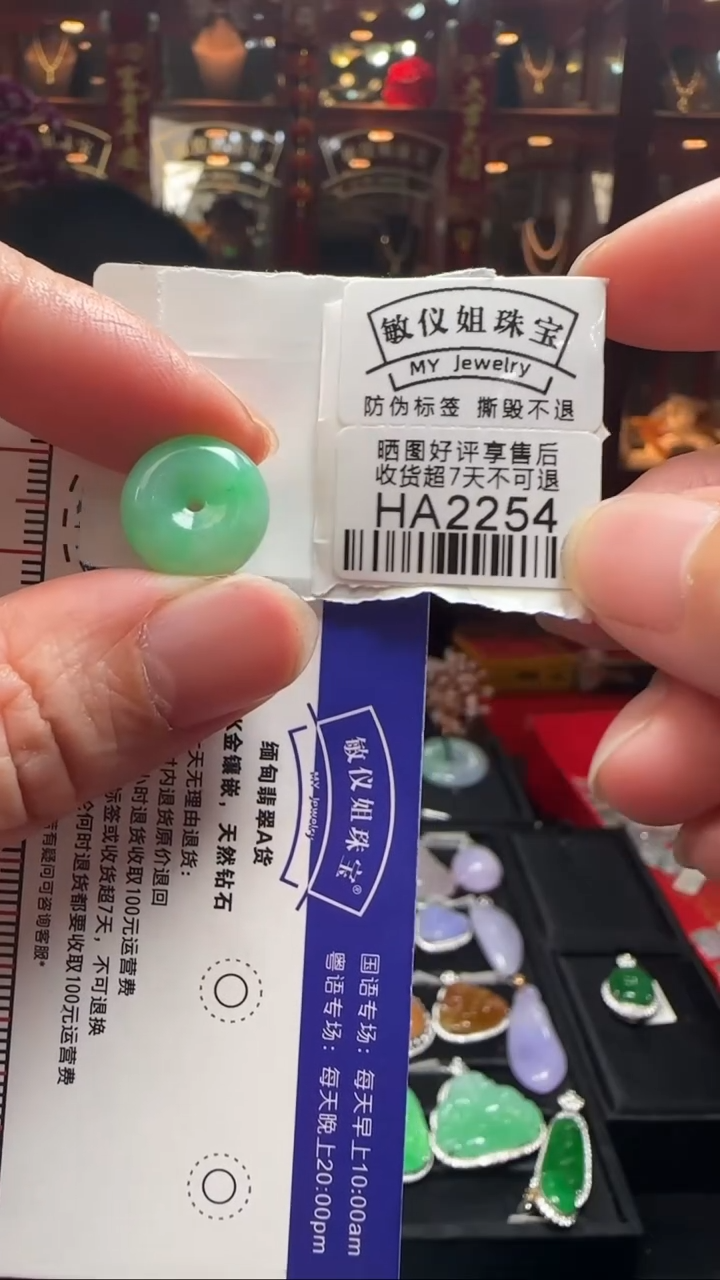 敏仪姐珠宝
MY Jewelry
防伪标签 撕毁不退
晒图好评享售后
收货超7天不可退
HA2254
敏仪姐珠宝®
MY Jewelry
国语专场：每天早上10:00am
粤语专场：每天晚上20:00pm
缅甸翡翠A货
K金镶嵌，天然钻石
天无理由退货：
时内退货原价退回
小时退货收取100元运营费
标签或收货超7天，不可退换
何时退货都要收取100元运营费
有疑问可咨询客服*